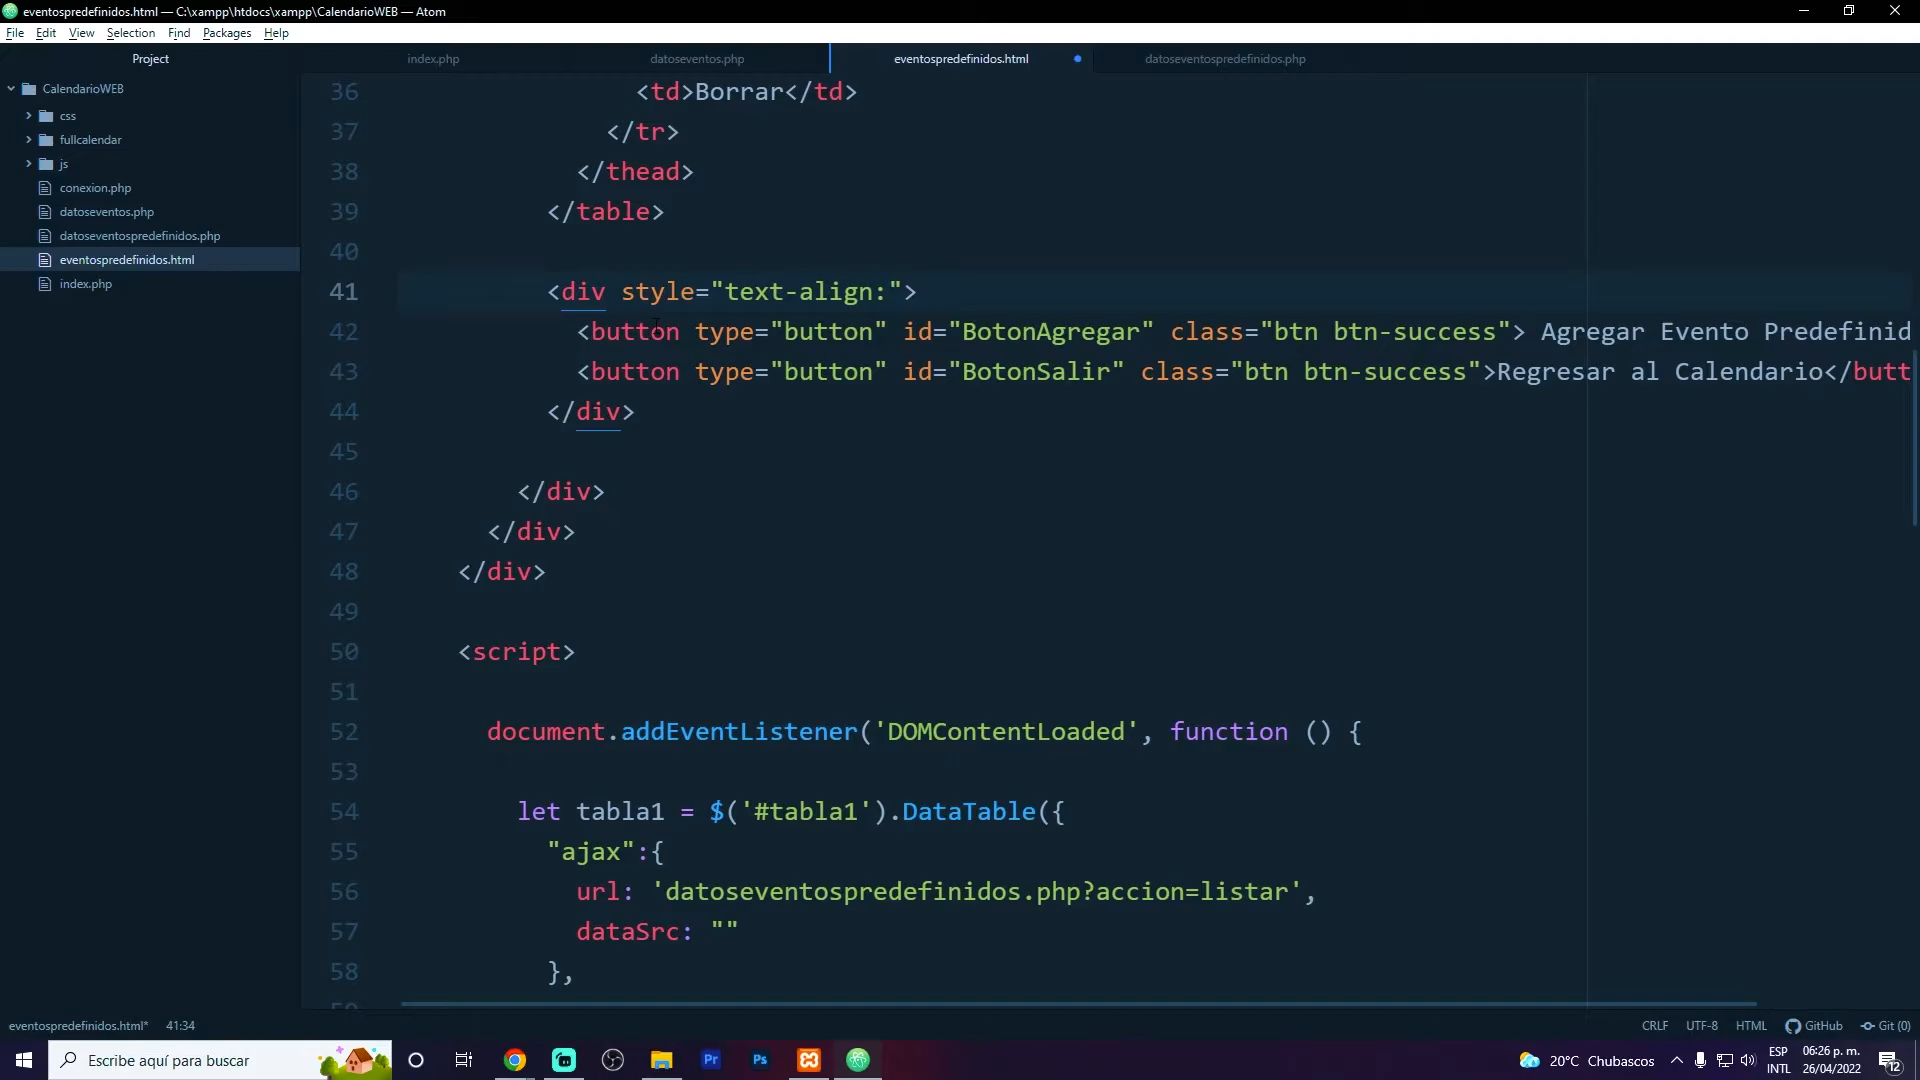 eventospredefinidos.html — C:\xampp\htdocs\xampp\CalendarioWEB — Atom
File Edit View Selection Find Packages Help
Project
index.php
datoseventos.php
eventospredefinidos.html
datoseventospredefinidos.php
CalendarioWEB
css
fullcalendar
js
conexion.php
datoseventos.php
datoseventospredefinidos.php
eventospredefinidos.html
index.php
36 <td>Borrar</td>
37 </tr>
38 </thead>
39 </table>
40
41 <div style="text-align:">
42 <button type="button" id="BotonAgregar" class="btn btn-success"> Agregar Evento Predefinid
43 <button type="button" id="BotonSalir" class="btn btn-success">Regresar al Calendario</butt
44 </div>
45
46 </div>
47 </div>
48 </div>
49
50 <script>
51
52 document.addEventListener('DOMContentLoaded', function () {
53
54 let tabla1 = $('#tabla1').DataTable({
55 "ajax":{
56 url: 'datoseventospredefinidos.php?accion=listar',
57 dataSrc: ""
58 },
eventospredefinidos.html* 41:34
CRLF UTF-8 HTML GitHub Git (0)
Escribe aquí para buscar
Pr
Ps
20°C Chubascos
ESP
INTL
06:26 p. m.
26/04/2022
12